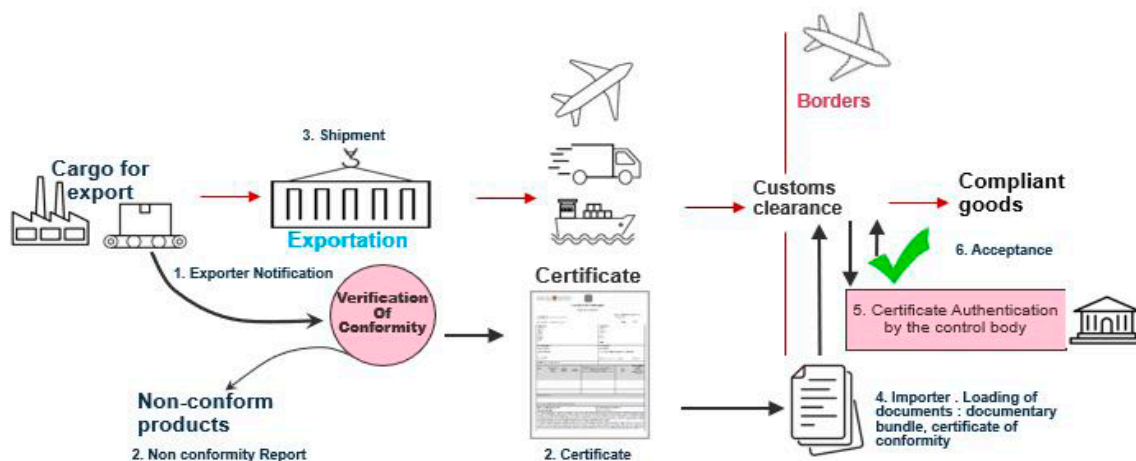 Borders
3. Shipment
Cargo for
export
Exportation
Customs
clearance
Compliant
goods
1. Exporter Notification
Verification
Of
Conformity
Certificate
6. Acceptance
5. Certificate Authentication
by the control body
Non-conform
products
2. Non conformity Report
2. Certificate
4. Importer . Loading of
documents : documentary
bundle, certificate of
conformity